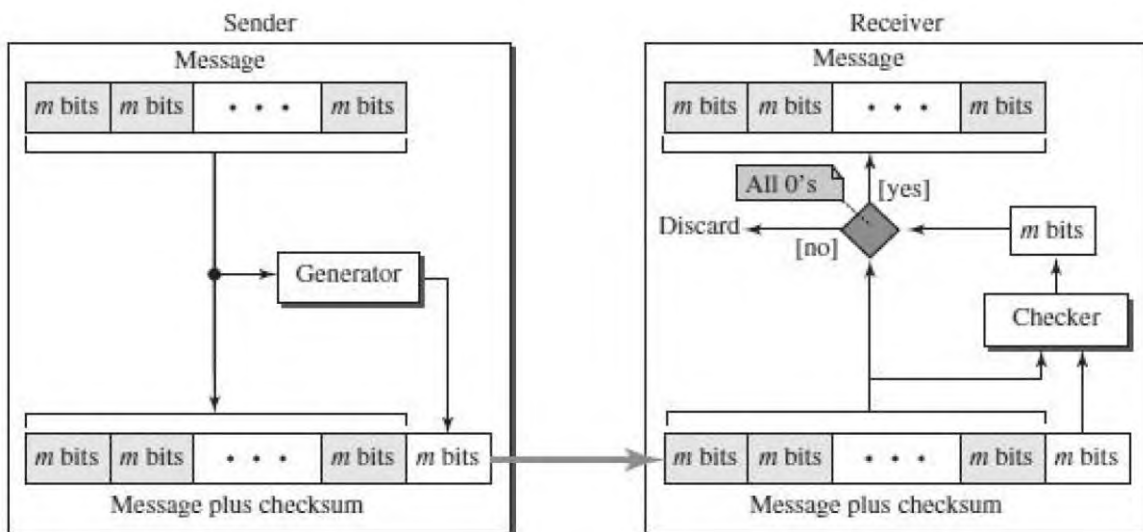 Sender
Message
m bits m bits • • • m bits
Generator
m bits m bits • • • m bits m bits
Message plus checksum
Receiver
Message
m bits m bits • • • m bits
All 0's
[yes]
Discard
[no]
m bits
Checker
m bits m bits • • • m bits m bits
Message plus checksum